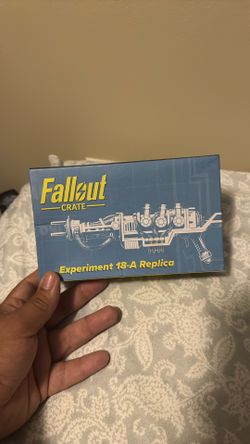 Fallout
CRATE
Experiment 18-A Replica